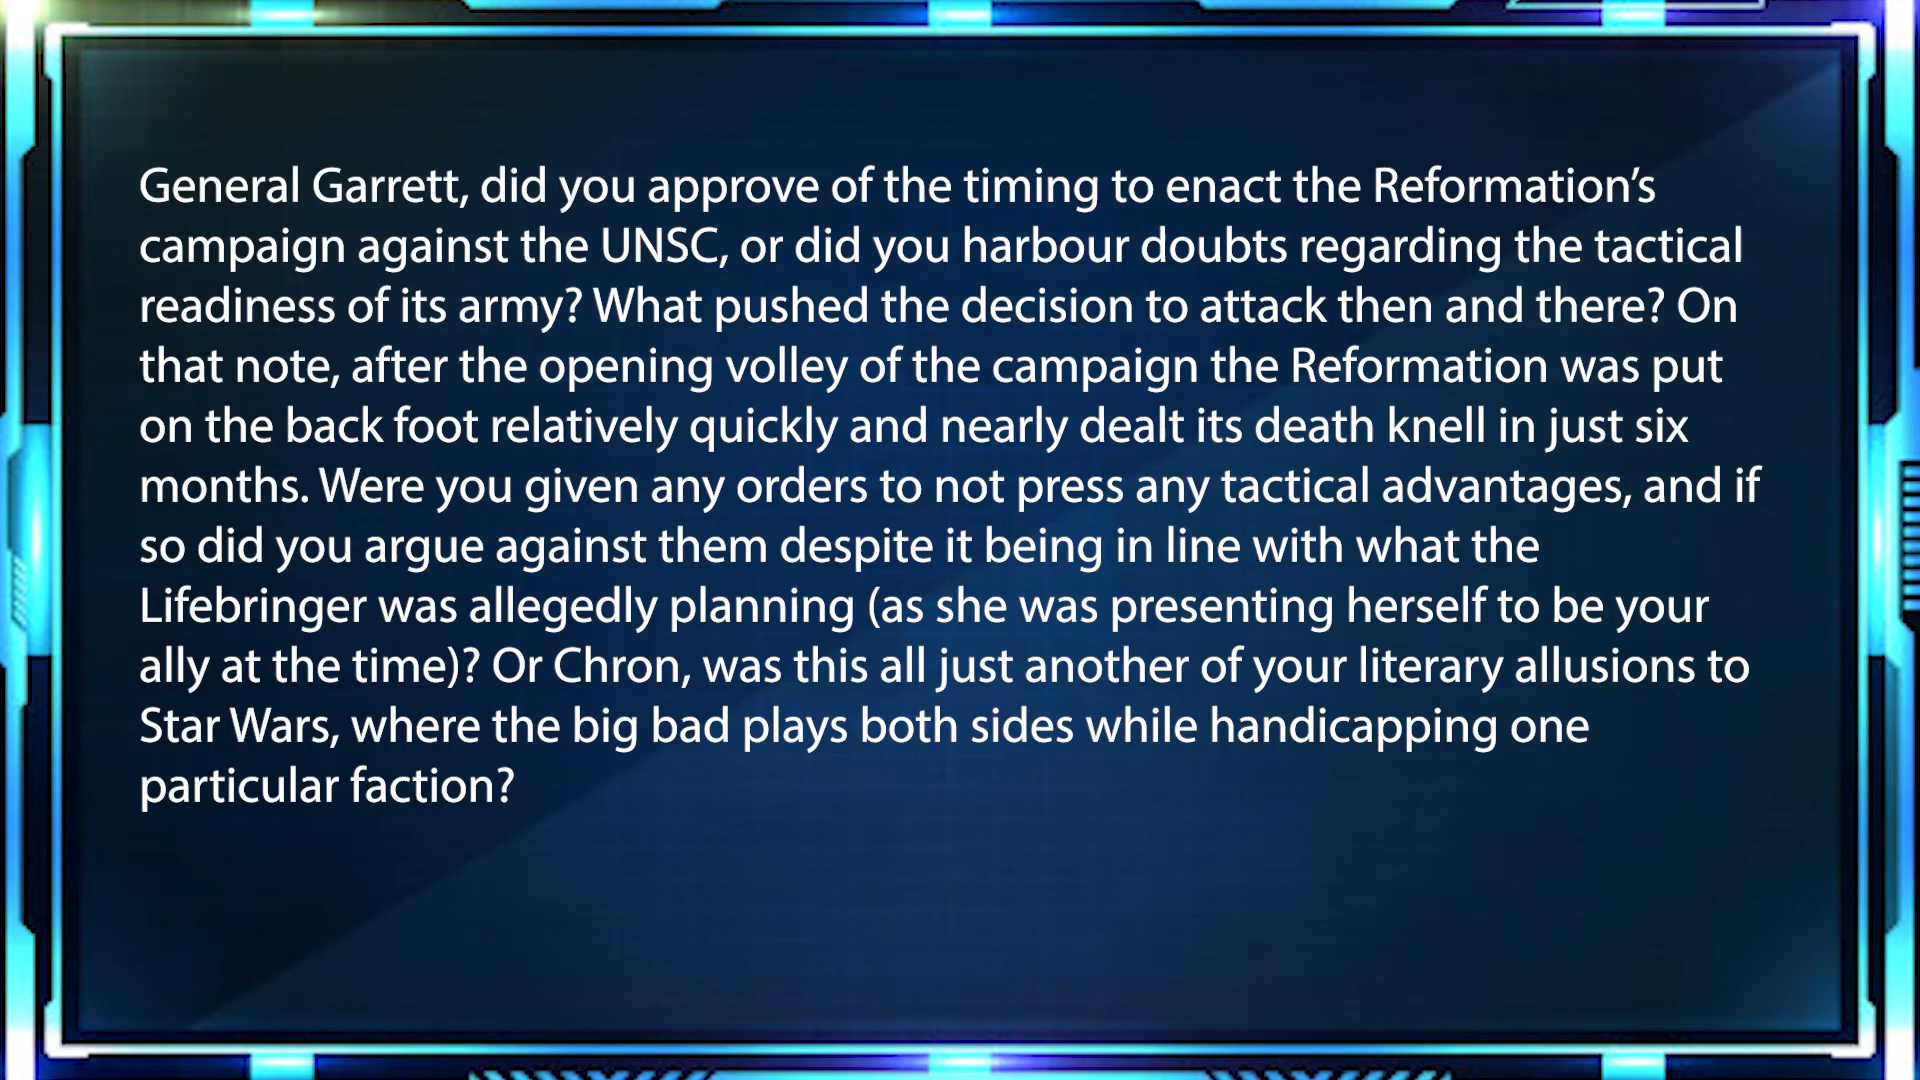 General Garrett, did you approve of the timing to enact the Reformation’s
campaign against the UNSC, or did you harbour doubts regarding the tactical
readiness of its army? What pushed the decision to attack then and there? On
that note, after the opening volley of the campaign the Reformation was put
on the back foot relatively quickly and nearly dealt its death knell in just six
months. Were you given any orders to not press any tactical advantages, and if
so did you argue against them despite it being in line with what the
Lifebringer was allegedly planning (as she was presenting herself to be your
ally at the time)? Or Chron, was this all just another of your literary allusions to
Star Wars, where the big bad plays both sides while handicapping one
particular faction?